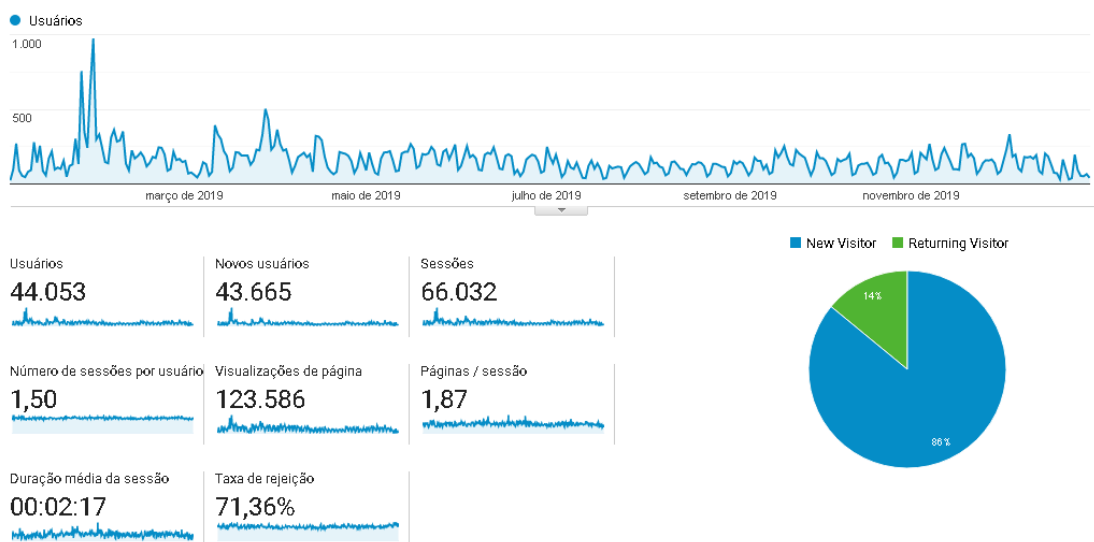 Usuários
1.000
500
março de 2019
maio de 2019
julho de 2019
setembro de 2019
novembro de 2019
New Visitor
Returning Visitor
Usuários
44.053
Novos usuários
43.665
Sessões
66.032
14%
86%
Número de sessões por usuário
1,50
Visualizações de página
123.586
Páginas / sessão
1,87
Duração média da sessão
00:02:17
Taxa de rejeição
71,36%